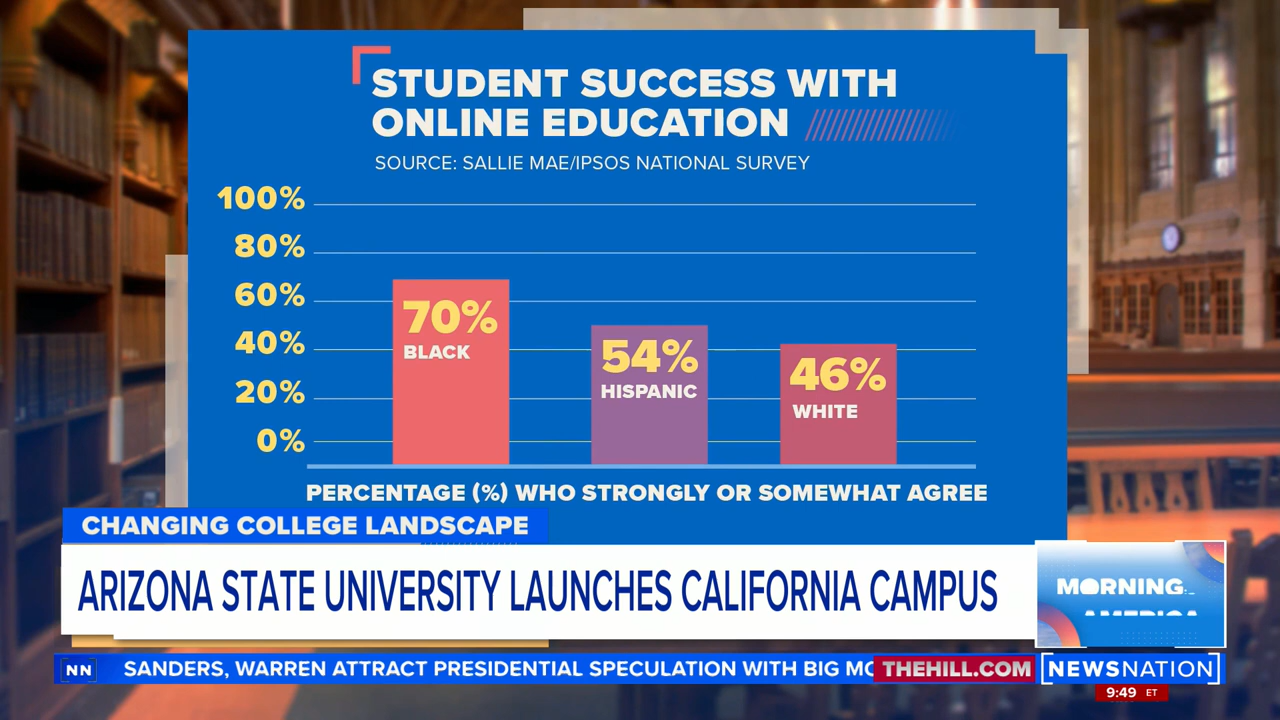 STUDENT SUCCESS WITH
ONLINE EDUCATION
SOURCE: SALLIE MAE/IPSOS NATIONAL SURVEY
100%
80%
60%
40%
20%
0%
70%
BLACK
54%
HISPANIC
46%
WHITE
PERCENTAGE (%) WHO STRONGLY OR SOMEWHAT AGREE
CHANGING COLLEGE LANDSCAPE
ARIZONA STATE UNIVERSITY LAUNCHES CALIFORNIA CAMPUS
MORNING
AMERICA
NN SANDERS, WARREN ATTRACT PRESIDENTIAL SPECULATION WITH BIG
THEHILL.COM
NEWSNATION
9:49 ET